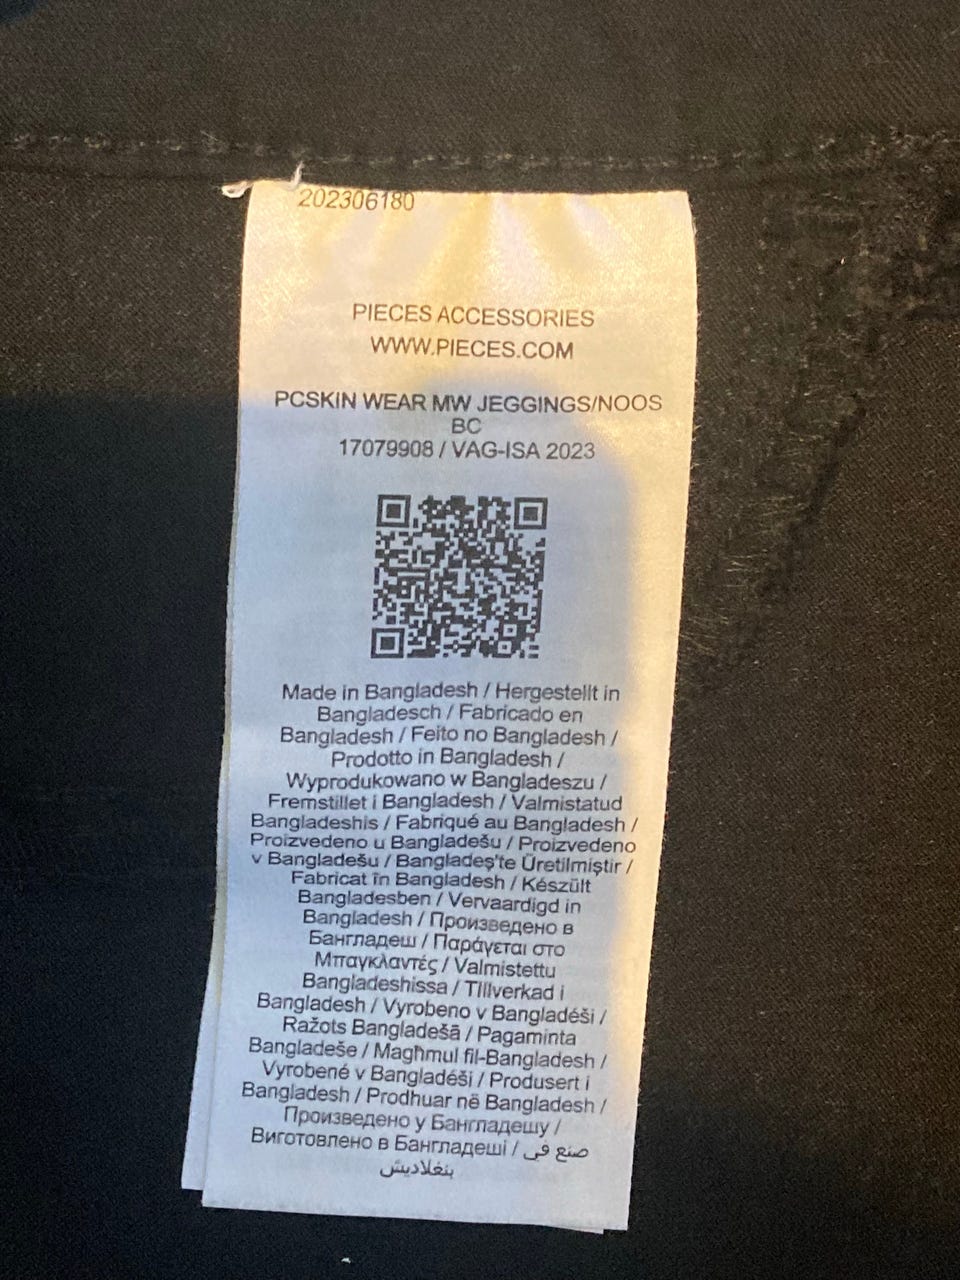 202306180
PIECES ACCESSORIES
WWW.PIECES.COM
PCSKIN WEAR MW JEGGINGS/NOOS
BC
17079908 / VAG-ISA 2023
Made in Bangladesh / Hergestellt in
Bangladesch / Fabricado en
Bangladesh / Feito no Bangladesh /
Prodotto in Bangladesh /
Wyprodukowano w Bangladeszu /
Fremstillet i Bangladesh / Valmistatud
Bangladeshis / Fabriqué au Bangladesh /
Proizvedeno u Bangladešu / Proizvedeno
v Bangladešu / Bangladeş'te Üretilmiştir /
Fabricat în Bangladesh / Készült
Bangladesben / Vervaardigd in
Bangladesh / Произведено в
Бангладеш / Παράγεται στο
Μπαγκλαντές / Valmistettu
Bangladeshissa / Tillverkad i
Bangladesh / Vyrobeno v Bangladéši /
Ražots Bangladešā / Pagaminta
Bangladeše / Magħmul fil-Bangladesh /
Vyrobené v Bangladéši / Produsert i
Bangladesh / Prodhuar në Bangladesh /
Произведено у Бангладешу /
Виготовлено в Бангладеші / صنع في
بنغلاديش